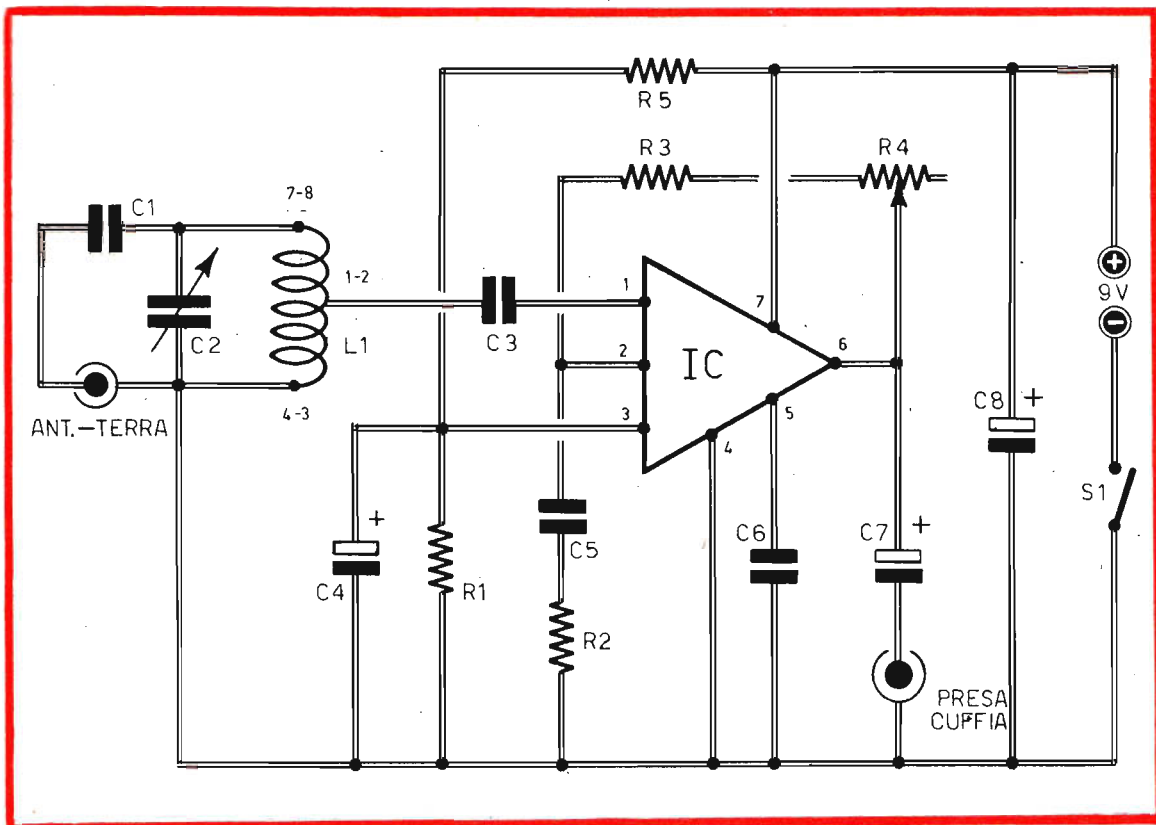 R5
R3
R4
7-8
C1
1-2
C2
L1
C3
4-3
ANT.-TERRA
1
2
3
4
5
6
7
IC
+
9V
-
C8
+
S1
C4
+
R1
C5
R2
C6
C7
+
PRESA
CUFFIA